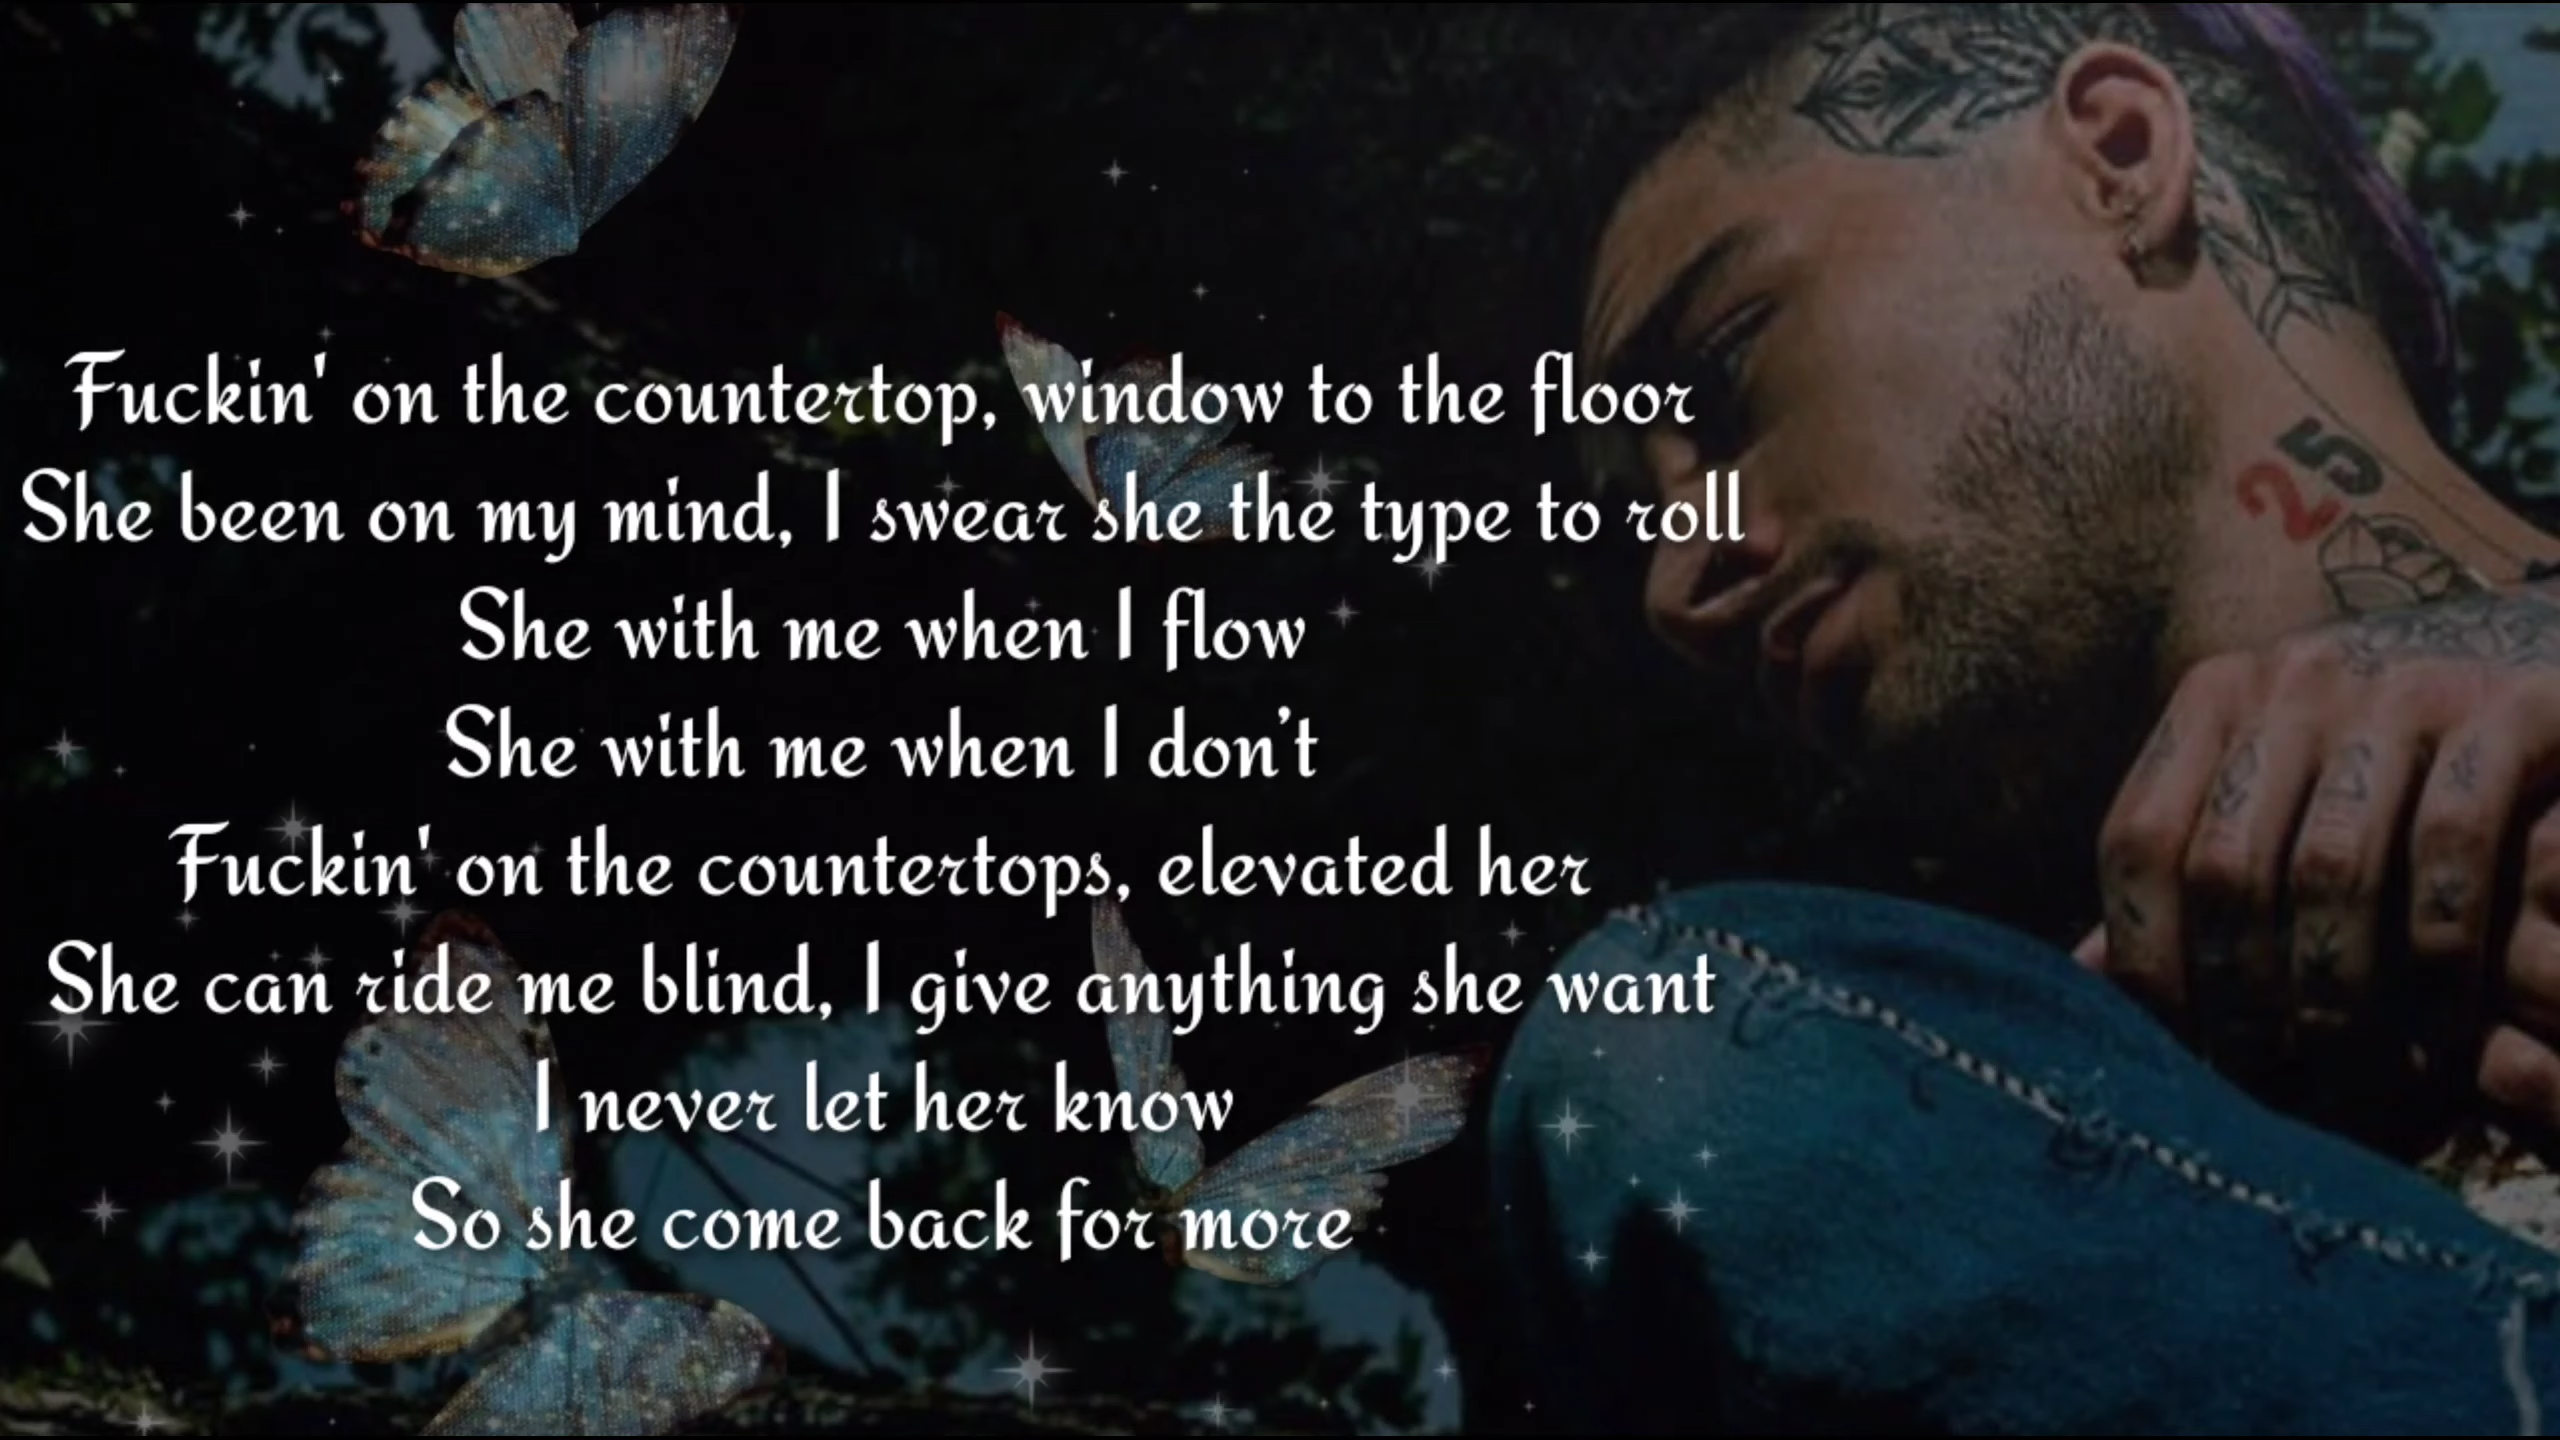 Fuckin' on the countertop, window to the floor
She been on my mind, I swear she the type to roll
She with me when I flow
She with me when I don’t
Fuckin' on the countertops, elevated her
She can ride me blind, I give anything she want
I never let her know
So she come back for more
25